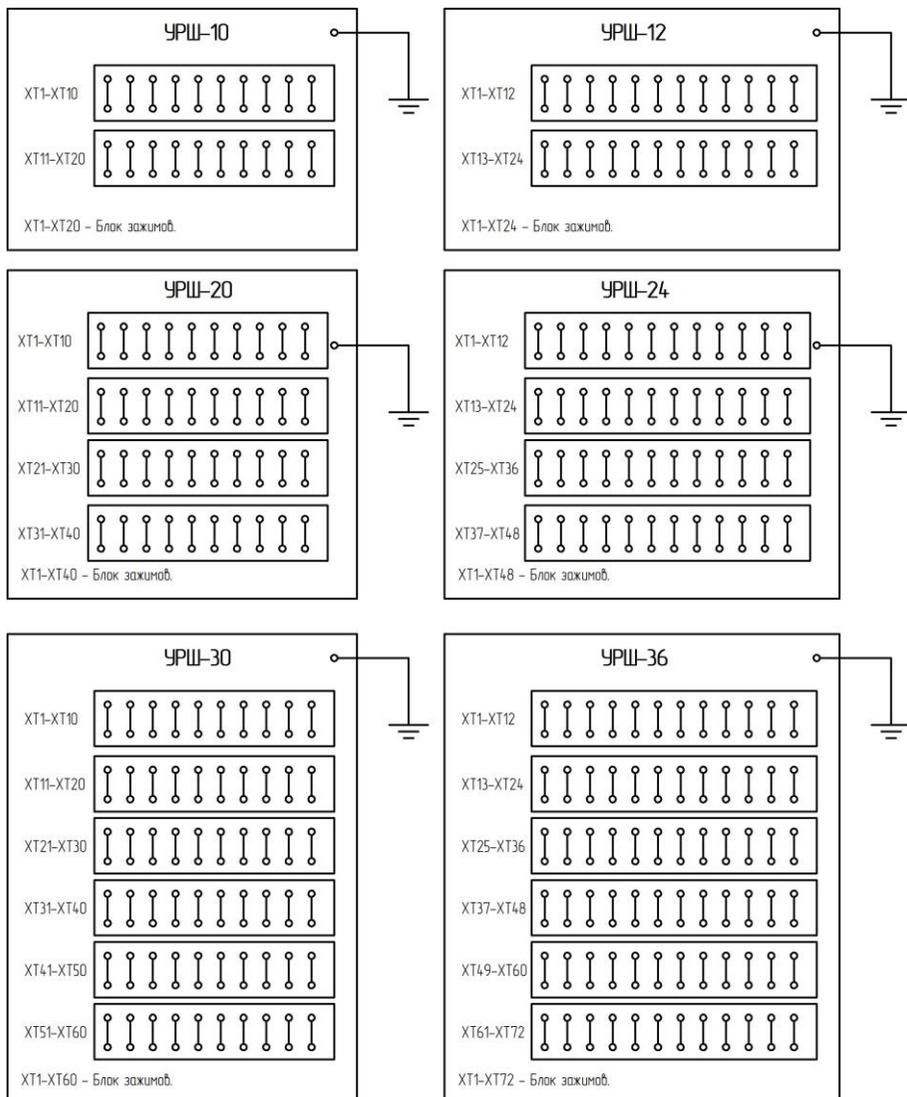 УРШ-10
XT1-XT10
XT11-XT20
XT1-XT20 - Блок зажимов.
УРШ-12
XT1-XT12
XT13-XT24
XT1-XT24 - Блок зажимов.
УРШ-20
XT1-XT10
XT11-XT20
XT21-XT30
XT31-XT40
XT1-XT40 - Блок зажимов.
УРШ-24
XT1-XT12
XT13-XT24
XT25-XT36
XT37-XT48
XT1-XT48 - Блок зажимов.
УРШ-30
XT1-XT10
XT11-XT20
XT21-XT30
XT31-XT40
XT41-XT50
XT51-XT60
XT1-XT60 - Блок зажимов.
УРШ-36
XT1-XT12
XT13-XT24
XT25-XT36
XT37-XT48
XT49-XT60
XT61-XT72
XT1-XT72 - Блок зажимов.